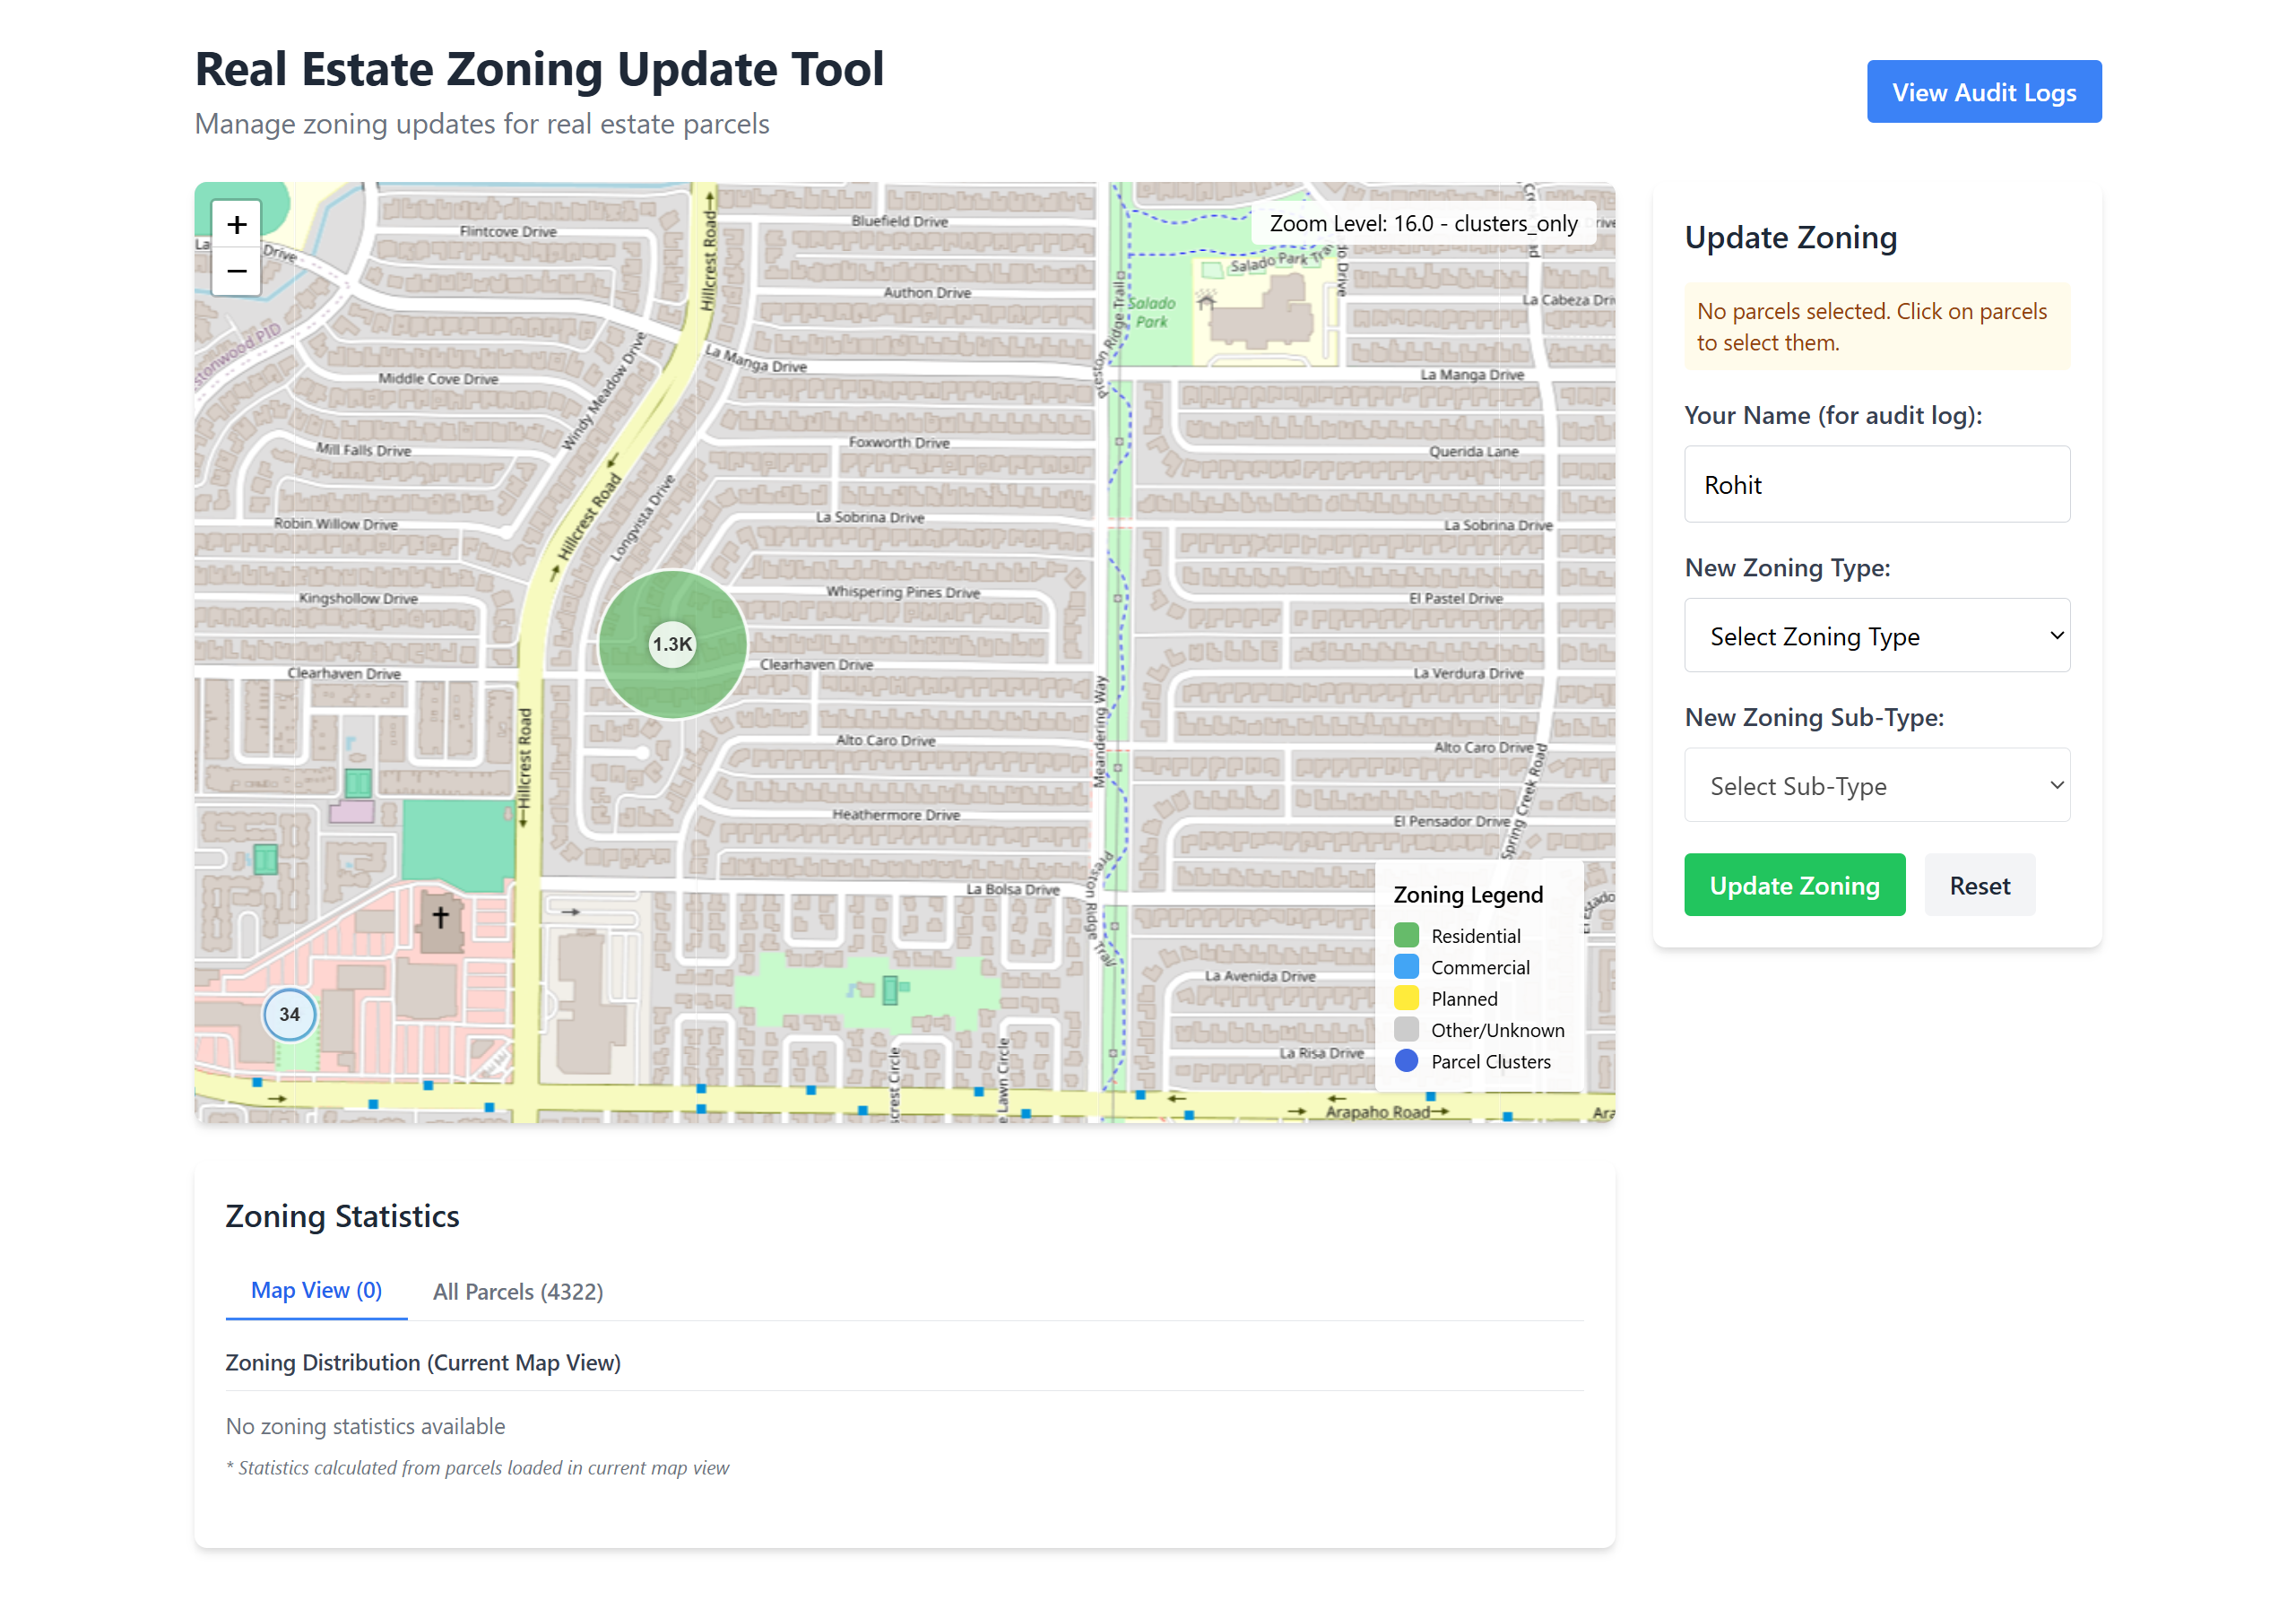 Real Estate Zoning Update Tool
Manage zoning updates for real estate parcels
View Audit Logs
+
−
Zoom Level: 16.0 - clusters_only
Bluefield Drive
Flintcove Drive
Hillcrest Road
Authon Drive
Salado Park
La Cabeza
stonwood PID
La Manga Drive
La Manga Drive
Middle Cove Drive
Windy Meadow Drive
Preston Ridge Trail
Foxworth Drive
Mill Falls Drive
Querida Lane
Hillcrest Road
Longvista Drive
La Sobrina Drive
Robin Willow Drive
La Sobrina Drive
Whispering Pines Drive
Kingshollow Drive
El Pastel Drive
1.3K
Clearhaven Drive
Clearhaven Drive
La Verdura Drive
Hillcrest Road
Meandering Way
Alto Caro Drive
Alto Caro Drive
Spring Creek Road
Heathermore Drive
El Pensador Drive
La Bolsa Drive
Preston Ridge Trail
La Avenida Drive
34
La Risa Drive
Lawn Circle
Arapaho Road
Zoning Legend
Residential
Commercial
Planned
Other/Unknown
Parcel Clusters
Update Zoning
No parcels selected. Click on parcels
to select them.
Your Name (for audit log):
Rohit
New Zoning Type:
Select Zoning Type
New Zoning Sub-Type:
Select Sub-Type
Update Zoning
Reset
Zoning Statistics
Map View (0)
All Parcels (4322)
Zoning Distribution (Current Map View)
No zoning statistics available
* Statistics calculated from parcels loaded in current map view